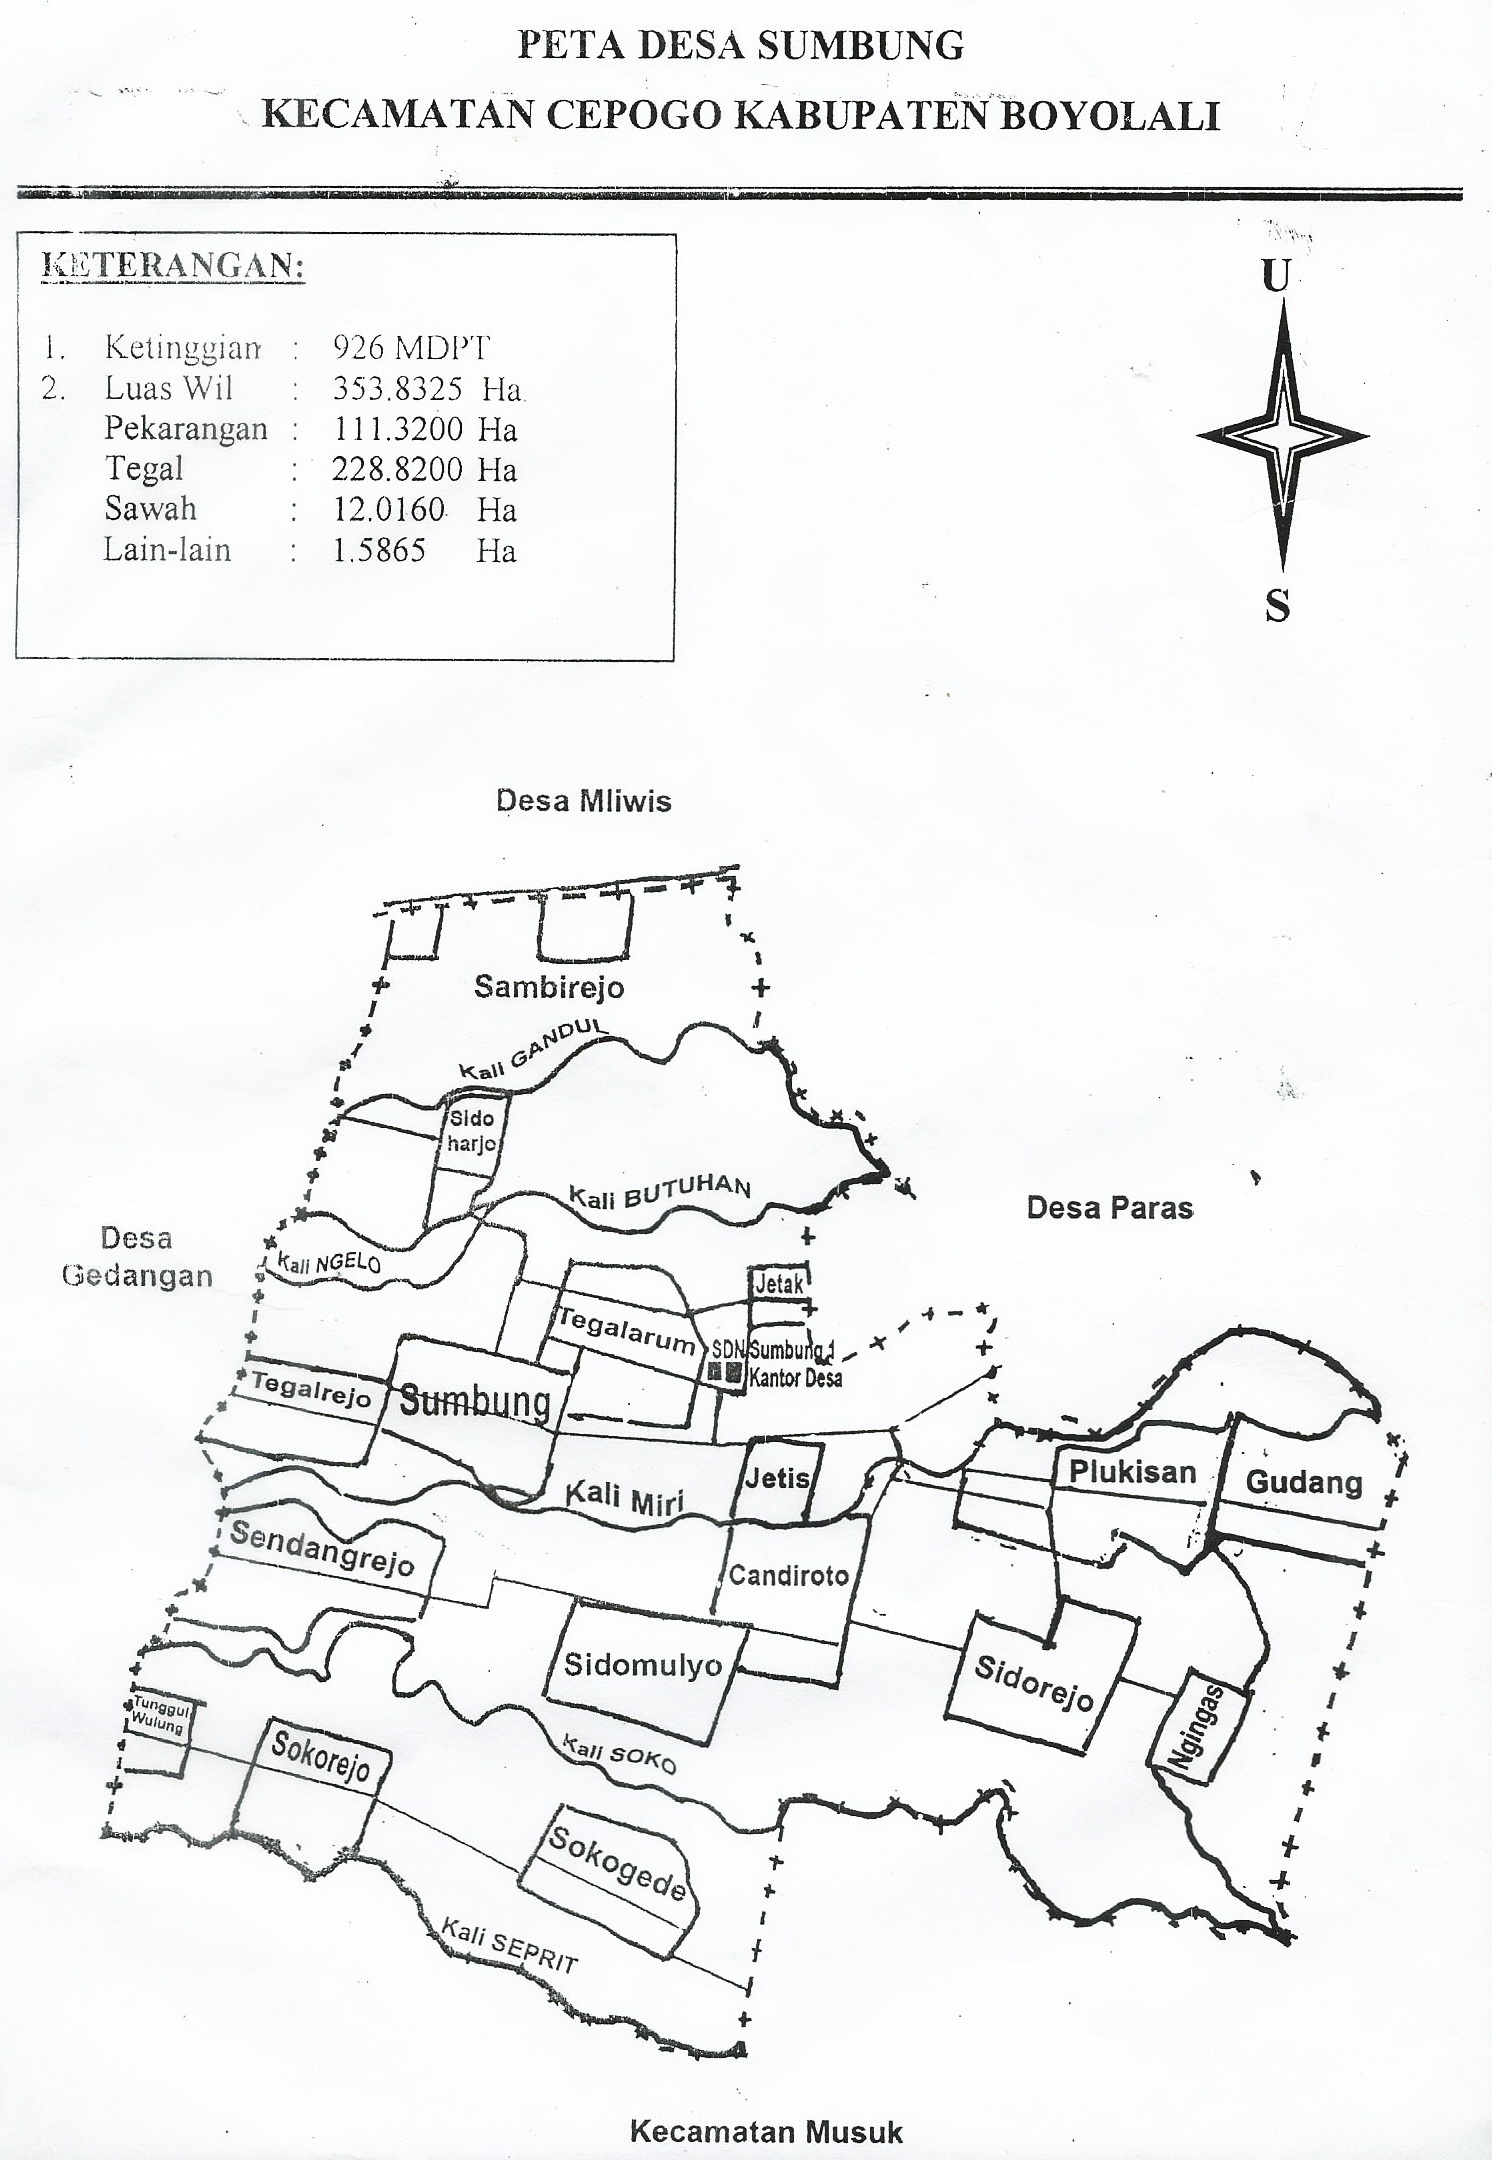 PETA DESA SUMBUNG
KECAMATAN CEPOGO KABUPATEN BOYOLALI
KETERANGAN:
1. Ketinggian : 926 MDPT
2. Luas Wil : 353.8325 Ha
Pekarangan : 111.3200 Ha
Tegal : 228.8200 Ha
Sawah : 12.0160 Ha
Lain-lain : 1.5865 Ha
U
S
Desa Mliwis
Sambirejo
Kali GANDUL
Sido
harjo
Kali BUTUHAN
Desa Paras
Desa
Gedangan
Kali NGELO
Jetak
Tegalarum
SDN Sumbung 1
Kantor Desa
Tegalrejo
Sumbung
Jetis
Plukisan
Gudang
Kali Miri
Sendangrejo
Candiroto
Sidomulyo
Sidorejo
Ngingas
Tunggul
Wulung
Sokorejo
Kali SOKO
Sokogede
Kali SEPRIT
Kecamatan Musuk